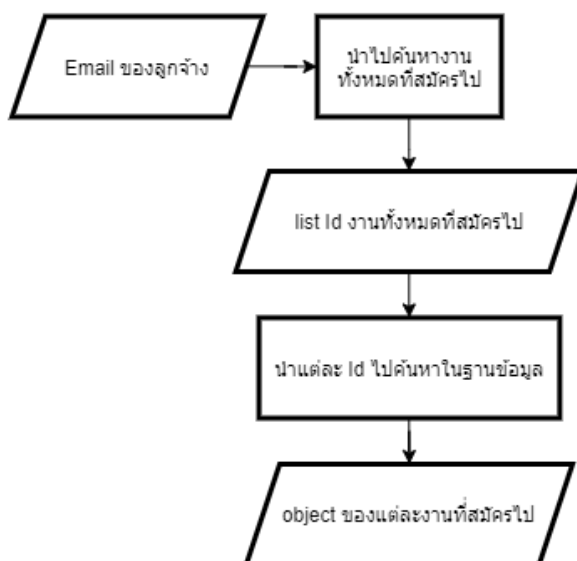 Email ของลูกจ้าง
นำไปค้นหางาน
ทั้งหมดที่สมัครไป
list Id งานทั้งหมดที่สมัครไป
นำแต่ละ Id ไปค้นหาในฐานข้อมูล
object ของแต่ละงานที่สมัครไป